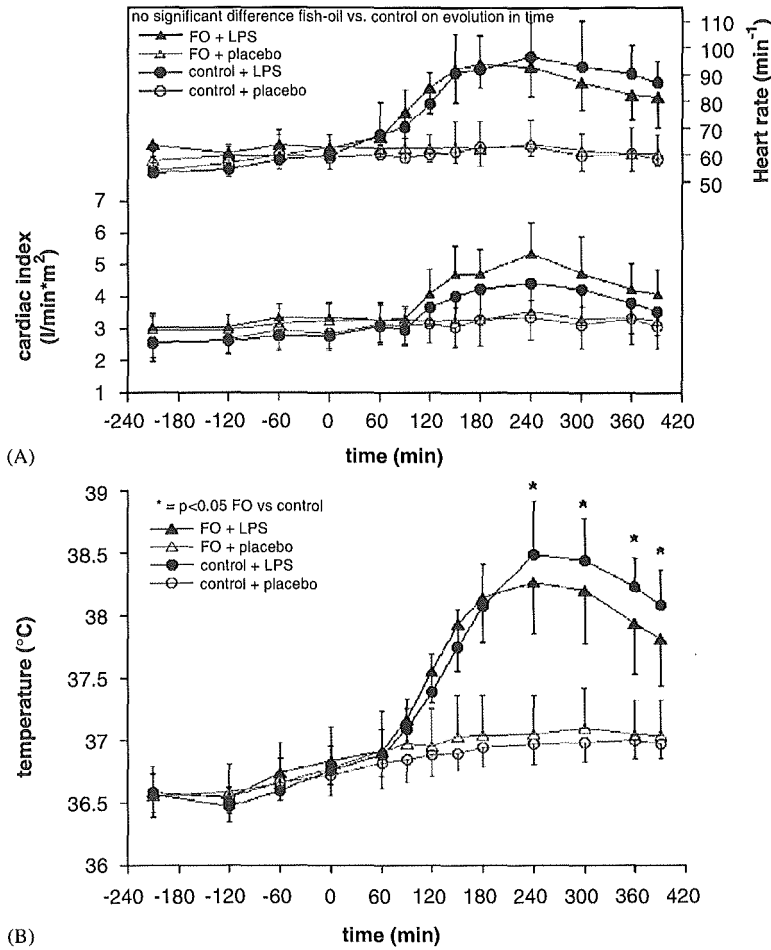 no significant difference fish-oil vs. control on evolution in time
FO + LPS
FO + placebo
control + LPS
control + placebo
110
100
90
80
70
60
50
Heart rate (min⁻¹)
7
6
5
4
3
2
1
cardiac index
(l/min*m²)
-240 -180 -120 -60 0 60 120 180 240 300 360 420
time (min)
(A)
* = p<0.05 FO vs control
FO + LPS
FO + placebo
control + LPS
control + placebo
* * * *
39
38.5
38
37.5
37
36.5
36
temperature (°C)
-240 -180 -120 -60 0 60 120 180 240 300 360 420
time (min)
(B)